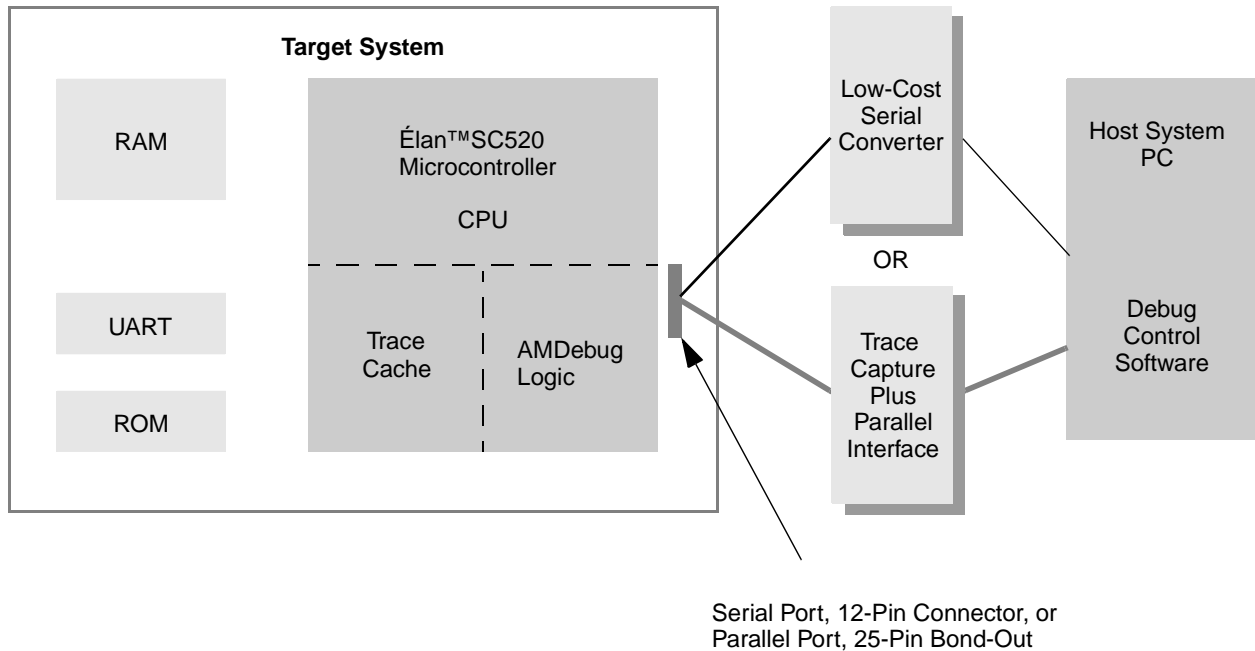 Target System
RAM
UART
ROM
Élan™SC520
Microcontroller
CPU
Trace
Cache
AMDebug
Logic
Low-Cost
Serial
Converter
OR
Trace
Capture
Plus
Parallel
Interface
Host System
PC
Debug
Control
Software
Serial Port, 12-Pin Connector, or
Parallel Port, 25-Pin Bond-Out